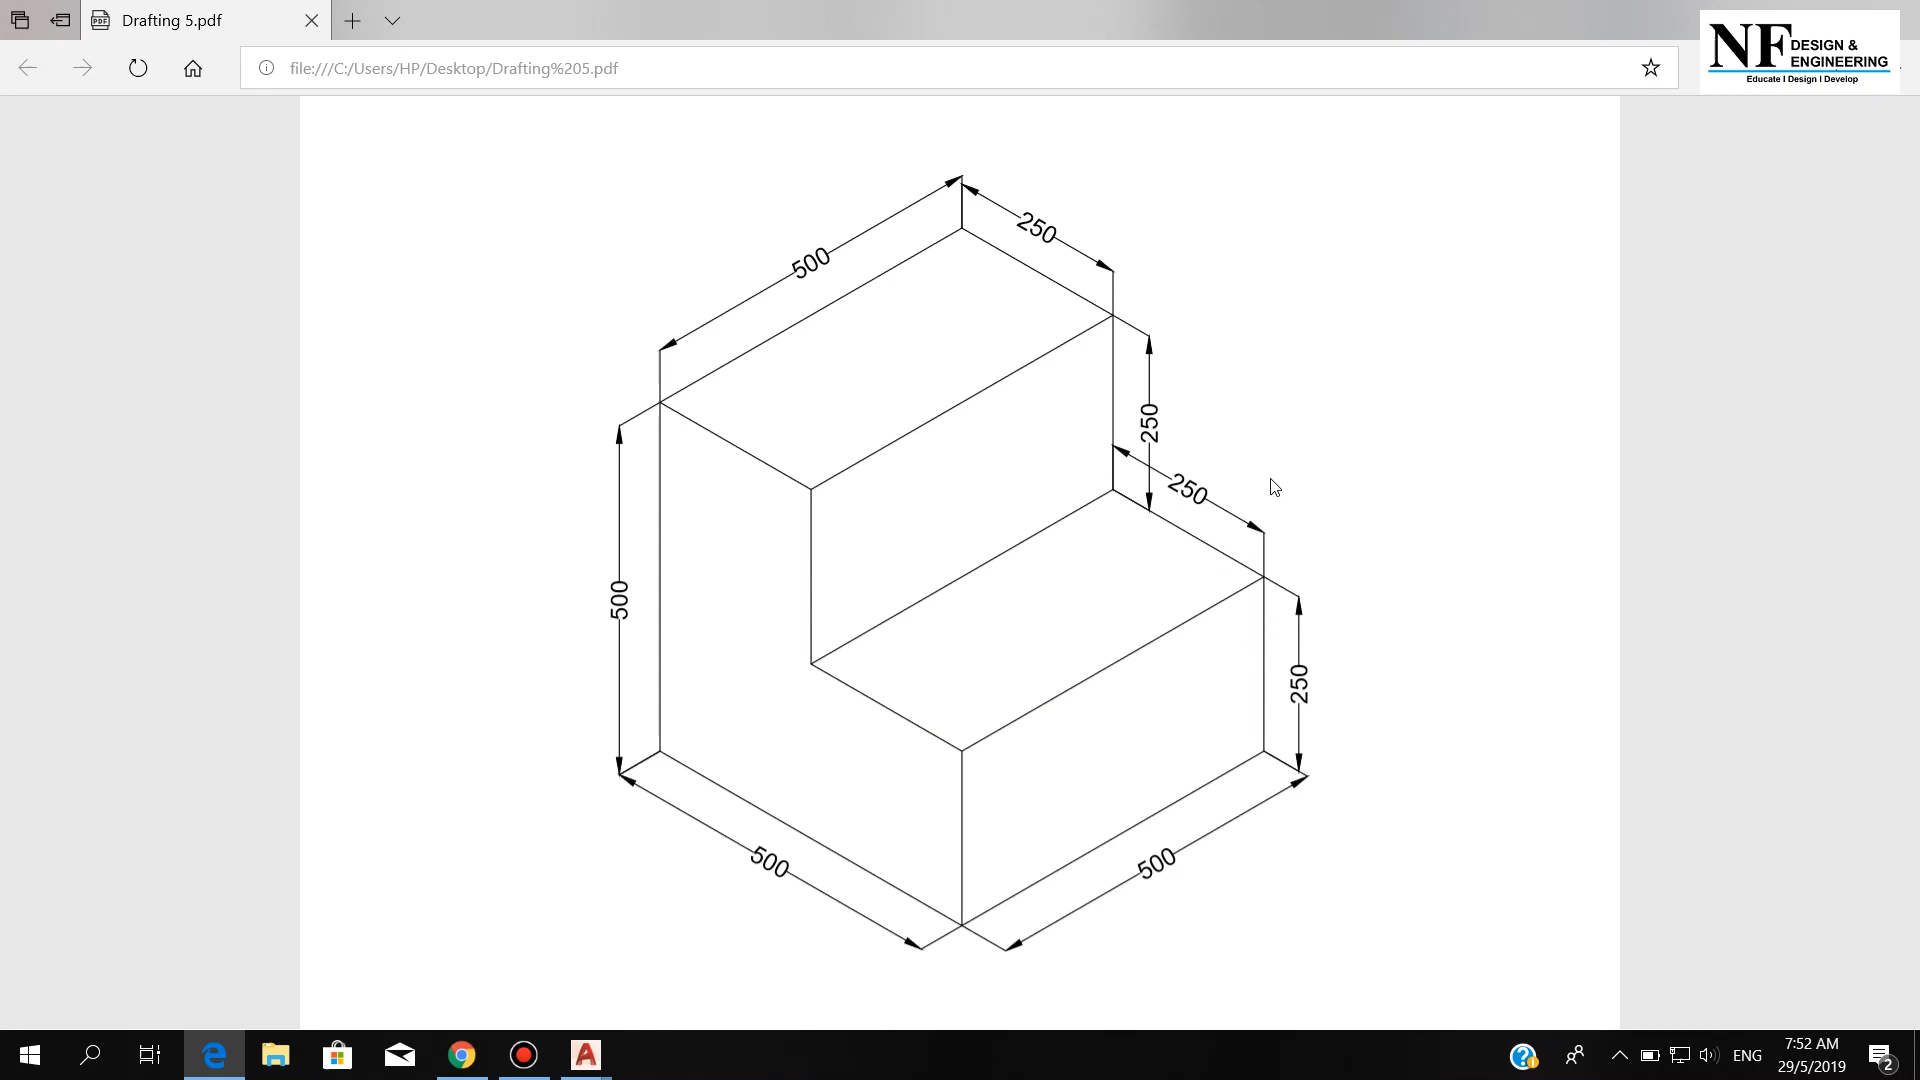 Drafting 5.pdf
file:///C:/Users/HP/Desktop/Drafting%205.pdf
NF DESIGN & ENGINEERING
Educate I Design I Develop
250
500
250
250
500
250
500
500
ENG
7:52 AM
29/5/2019
2